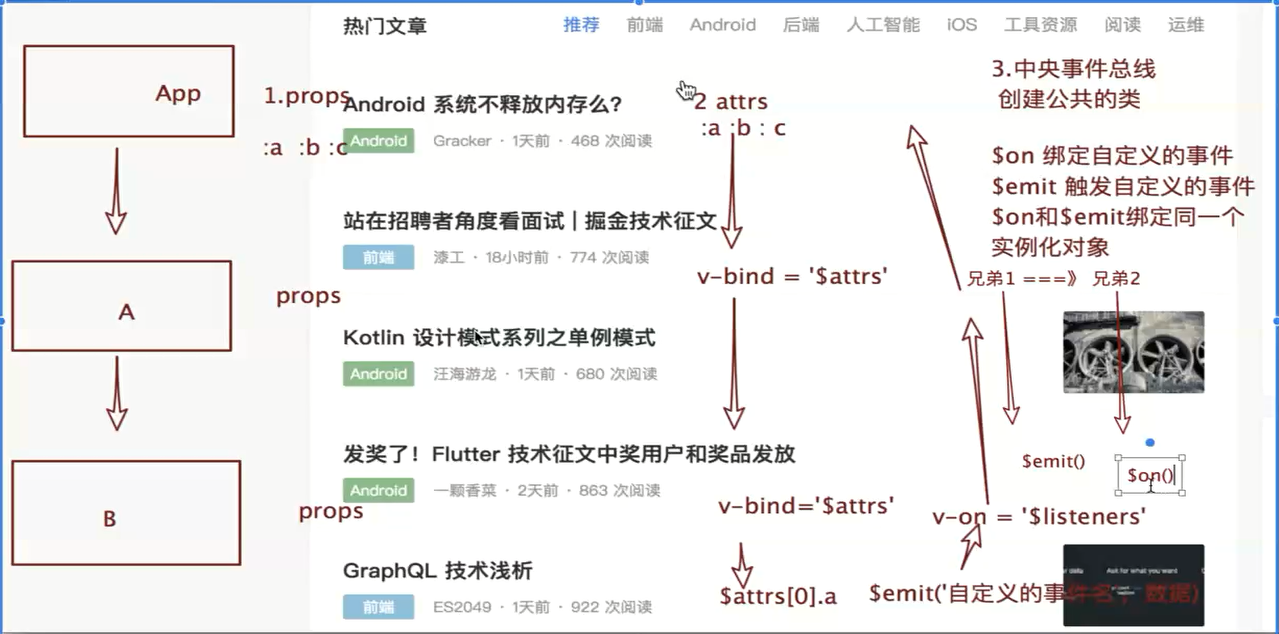 热门文章 推荐 前端 Android 后端 人工智能 iOS 工具资源 阅读 运维
App
1.props
:a :b :c
Android 系统不释放内存么？
Android Gracker · 1天前 · 468 次阅读
2 attrs
:a :b : c
3.中央事件总线
创建公共的类
$on 绑定自定义的事件
$emit 触发自定义的事件
$on和$emit绑定同一个
实例化对象
兄弟1 ===》 兄弟2
站在招聘者角度看面试 | 掘金技术征文
前端 漆工 · 18小时前 · 774 次阅读
v-bind = '$attrs'
A
props
Kotlin 设计模式系列之单例模式
Android 汪海游龙 · 1天前 · 680 次阅读
发奖了！Flutter 技术征文中奖用户和奖品发放
Android 一颗香菜 · 2天前 · 863 次阅读
$emit()
$on()
B
props
v-bind='$attrs'
v-on = '$listeners'
GraphQL 技术浅析
前端 ES2049 · 1天前 · 922 次阅读
$attrs[0].a
$emit('自定义的事件名'，数据)
Ask for what you want